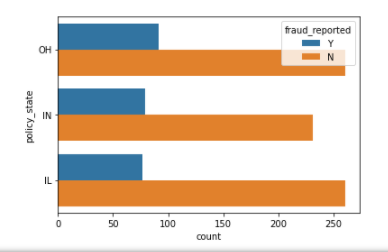 fraud_reported
Y
N
OH
IN
IL
policy_state
0
50
100
150
200
250
count